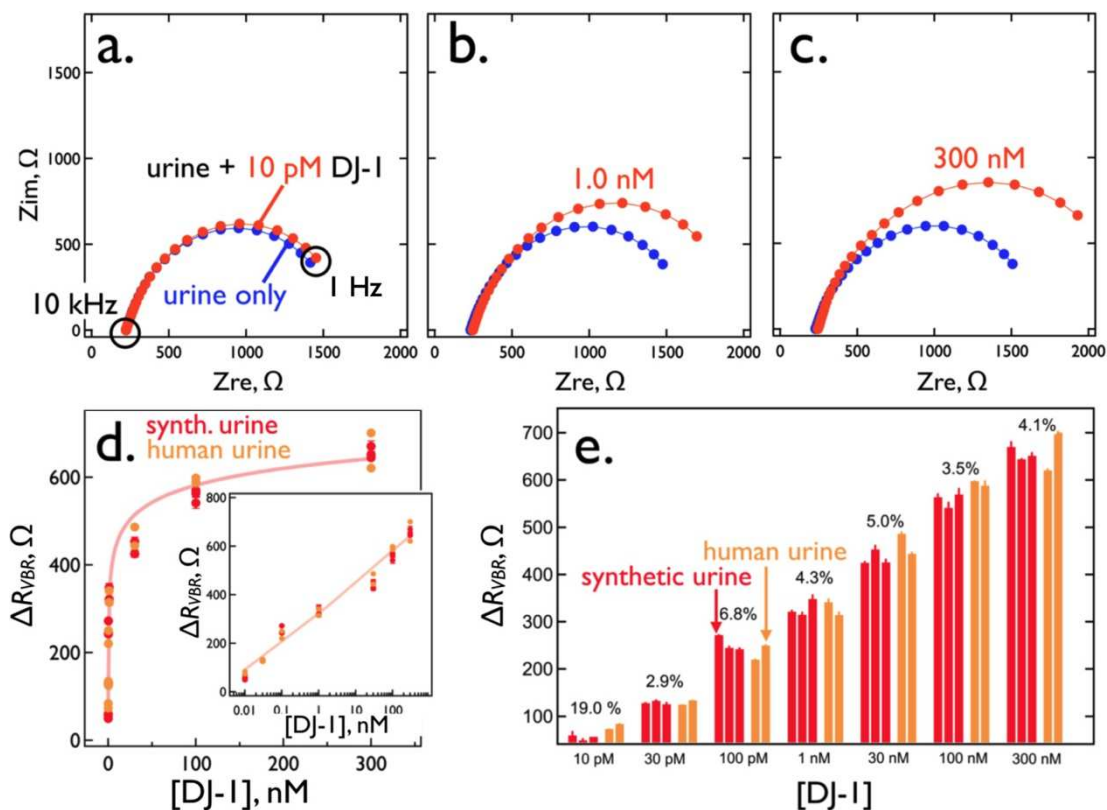 a.
1500
1000
500
0
Zim, Ω
urine + 10 pM DJ-1
urine only
10 kHz
1 Hz
0 500 1000 1500 2000
Zre, Ω
b.
1.0 nM
0 500 1000 1500 2000
Zre, Ω
c.
300 nM
0 500 1000 1500 2000
Zre, Ω
d.
synth. urine
human urine
600
400
200
0
ΔRVBR, Ω
0 100 200 300
[DJ-1], nM
800
600
400
200
0
ΔRVBR, Ω
0.01 0.1 1 10 100
[DJ-1], nM
e.
700
600
500
400
300
200
100
ΔRVBR, Ω
synthetic urine
human urine
19.0 %
2.9%
6.8%
4.3%
5.0%
3.5%
4.1%
10 pM 30 pM 100 pM 1 nM 30 nM 100 nM 300 nM
[DJ-1]